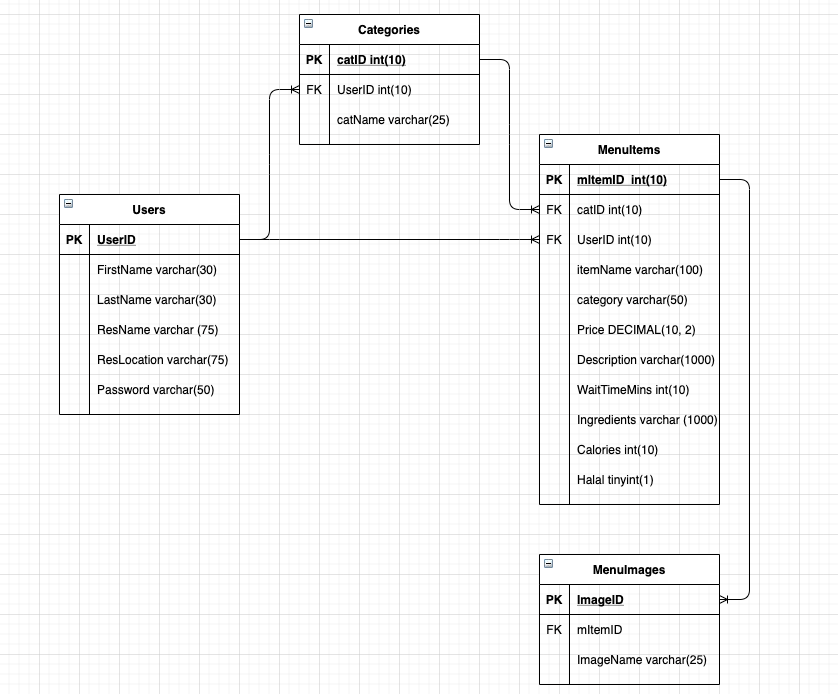 Categories
PK catID int(10)
FK UserID int(10)
catName varchar(25)
MenuItems
PK mItemID int(10)
FK catID int(10)
FK UserID int(10)
itemName varchar(100)
category varchar(50)
Price DECIMAL(10, 2)
Description varchar(1000)
WaitTimeMins int(10)
Ingredients varchar (1000)
Calories int(10)
Halal tinyint(1)
Users
PK UserID
FirstName varchar(30)
LastName varchar(30)
ResName varchar (75)
ResLocation varchar(75)
Password varchar(50)
MenuImages
PK ImageID
FK mItemID
ImageName varchar(25)